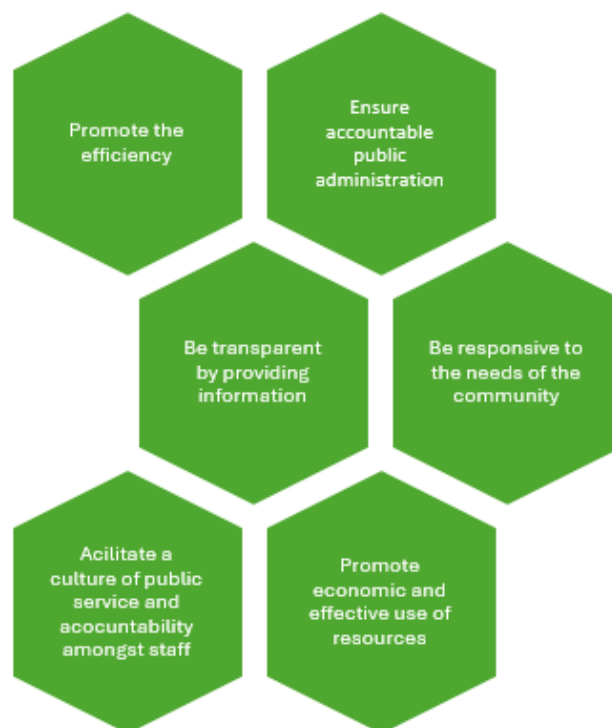 Promote the
efficiency
Ensure
accountable
public
administration
Be transparent
by providing
information
Be responsive to
the needs of the
community
Acilitate a
culture of public
service and
acocuntability
amongst staff
Promote
economic and
effective use of
resources